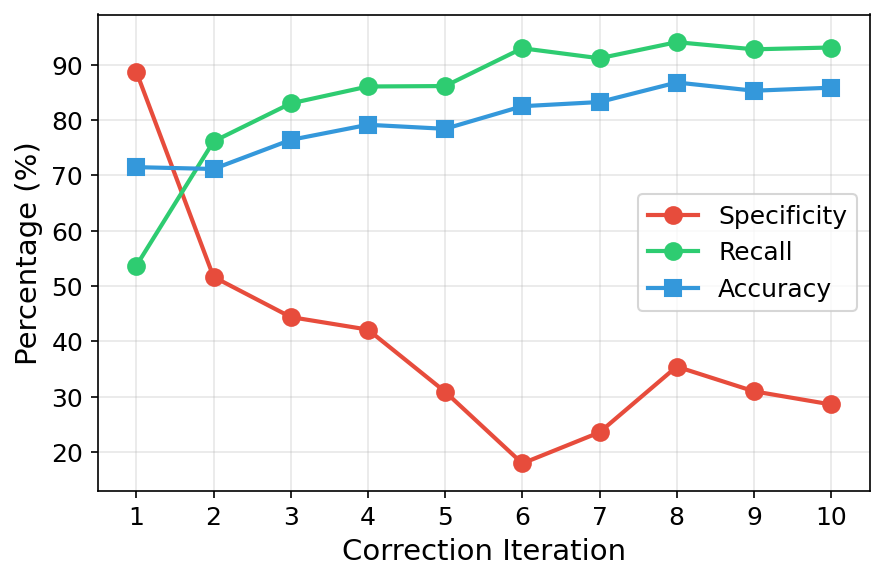 90
80
70
60
50
40
30
20
Percentage (%)
Specificity
Recall
Accuracy
1 2 3 4 5 6 7 8 9 10
Correction Iteration